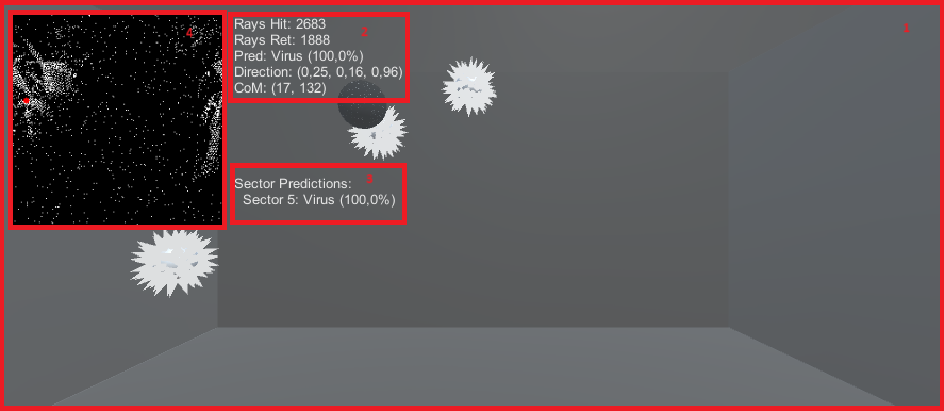 4
Rays Hit: 2683
2
Rays Ret: 1888
Pred: Virus (100,0%)
Direction: (0,25, 0,16, 0,96)
CoM: (17, 132)
1
Sector Predictions:
3
Sector 5: Virus (100,0%)